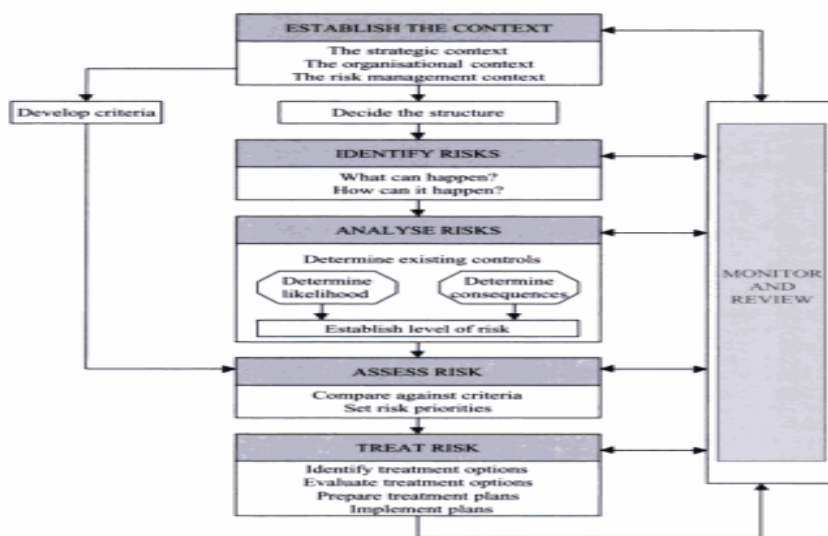 ESTABLISH THE CONTEXT
The strategic context
The organisational context
The risk management context
Develop criteria
Decide the structure
IDENTIFY RISKS
What can happen?
How can it happen?
ANALYSE RISKS
Determine existing controls
Determine
likelihood
Determine
consequences
Establish level of risk
ASSESS RISK
Compare against criteria
Set risk priorities
TREAT RISK
Identify treatment options
Evaluate treatment options
Prepare treatment plans
Implement plans
MONITOR
AND
REVIEW